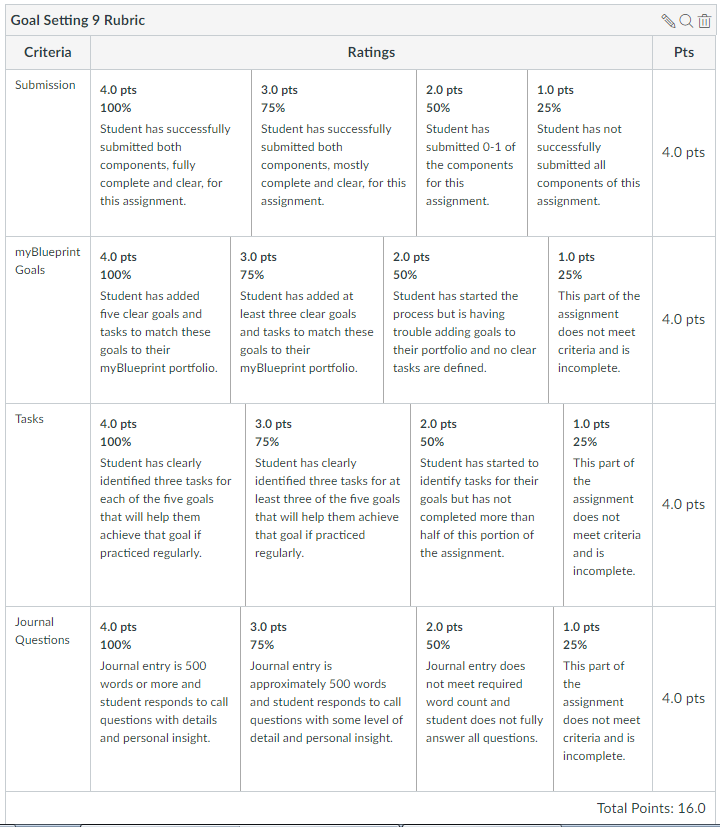 Goal Setting 9 Rubric
Criteria
Ratings
Pts
Submission
4.0 pts
100%
Student has successfully
submitted both
components, fully
complete and clear, for
this assignment.
3.0 pts
75%
Student has successfully
submitted both
components, mostly
complete and clear, for this
assignment.
2.0 pts
50%
Student has
submitted 0-1 of
the components
for this
assignment.
1.0 pts
25%
Student has not
successfully
submitted all
components of this
assignment.
4.0 pts
myBlueprint
Goals
4.0 pts
100%
Student has added
five clear goals and
tasks to match these
goals to their
myBlueprint portfolio.
3.0 pts
75%
Student has added at
least three clear goals
and tasks to match these
goals to their
myBlueprint portfolio.
2.0 pts
50%
Student has started the
process but is having
trouble adding goals to
their portfolio and no clear
tasks are defined.
1.0 pts
25%
This part of the
assignment
does not meet
criteria and is
incomplete.
4.0 pts
Tasks
4.0 pts
100%
Student has clearly
identified three tasks for
each of the five goals
that will help them
achieve that goal if
practiced regularly.
3.0 pts
75%
Student has clearly
identified three tasks for at
least three of the five goals
that will help them achieve
that goal if practiced
regularly.
2.0 pts
50%
Student has started to
identify tasks for their
goals but has not
completed more than
half of this portion of
the assignment.
1.0 pts
25%
This part of
the
assignment
does not
meet criteria
and is
incomplete.
4.0 pts
Journal
Questions
4.0 pts
100%
Journal entry is 500
words or more and
student responds to call
questions with details
and personal insight.
3.0 pts
75%
Journal entry is
approximately 500 words
and student responds to call
questions with some level of
detail and personal insight.
2.0 pts
50%
Journal entry does
not meet required
word count and
student does not fully
answer all questions.
1.0 pts
25%
This part of
the
assignment
does not meet
criteria and is
incomplete.
4.0 pts
Total Points: 16.0